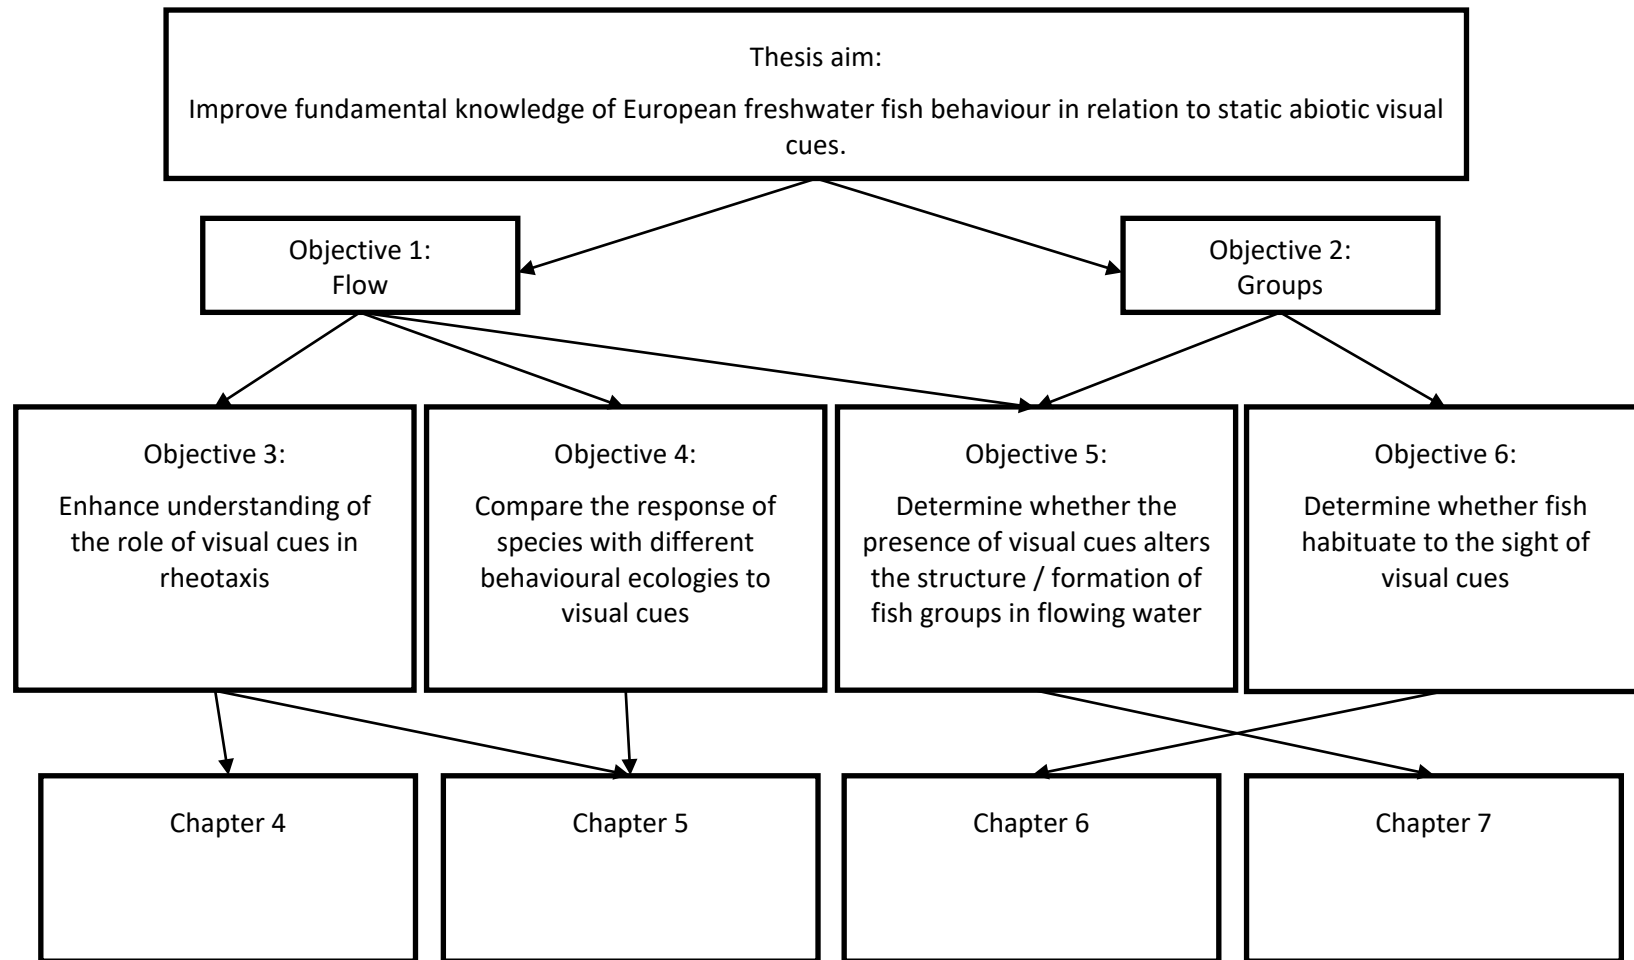 Thesis aim:
Improve fundamental knowledge of European freshwater fish behaviour in relation to static abiotic visual
cues.
Objective 1:
Flow
Objective 2:
Groups
Objective 3:
Enhance understanding of
the role of visual cues in
rheotaxis
Objective 4:
Compare the response of
species with different
behavioural ecologies to
visual cues
Objective 5:
Determine whether the
presence of visual cues alters
the structure / formation of
fish groups in flowing water
Objective 6:
Determine whether fish
habituate to the sight of
visual cues
Chapter 4
Chapter 5
Chapter 6
Chapter 7